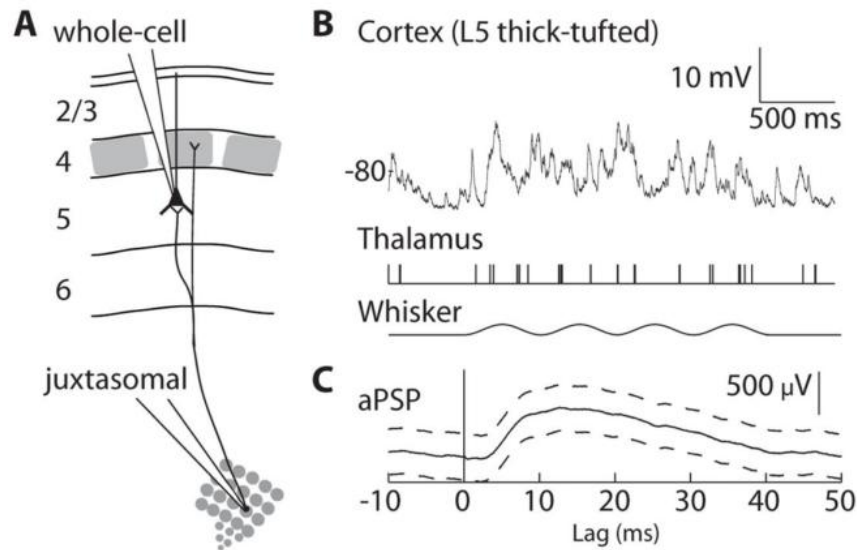 A
whole-cell
2/3
4
5
6
juxtasomal
B
Cortex (L5 thick-tufted)
10 mV
500 ms
-80
Thalamus
Whisker
C
aPSP
500 μV
-10 0 10 20 30 40 50
Lag (ms)